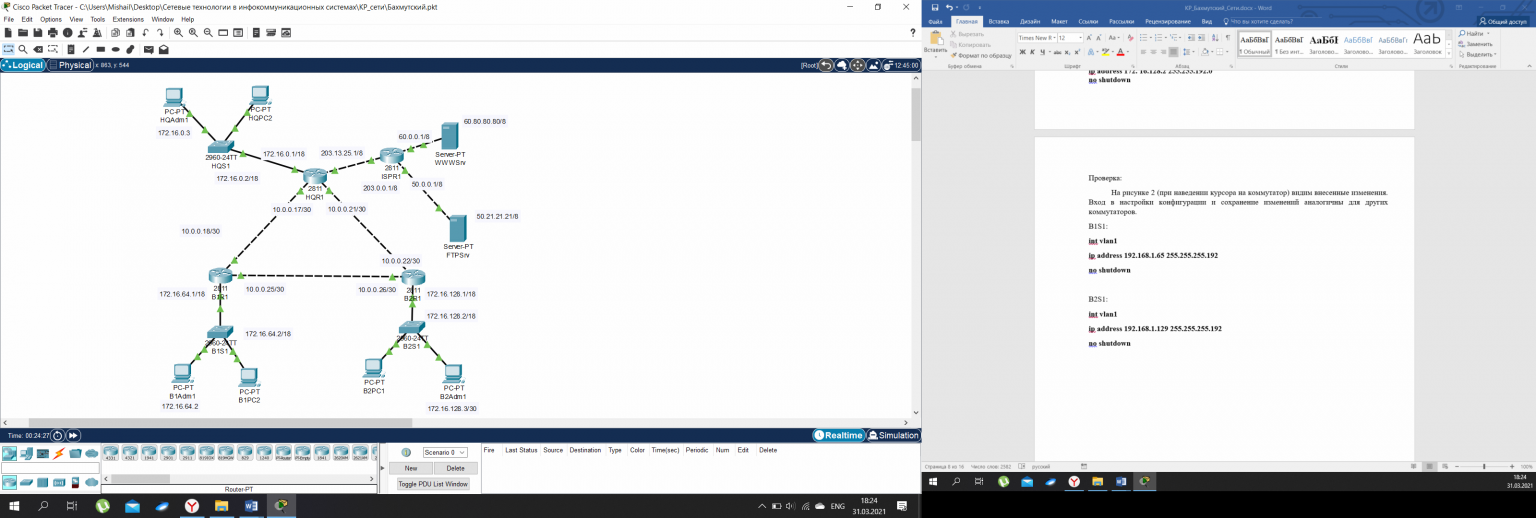 Cisco Packet Tracer - C:\Users\Mishail\Desktop\Сетевые технологии в инфокоммуникационных системах\КР_сети\Бахмутский.pkt
File Edit Options View Tools Extensions Window Help
Logical Physical x: 863, y: 544 [Root] 12:45:00
PC-PT
HQAdm1
PC-PT
HQPC2
172.16.0.3
2960-24TT
HQS1
172.16.0.1/18
172.16.0.2/18
2811
HQR1
203.13.25.1/8
2811
ISPR1
203.0.0.1/8
60.0.0.1/8
60.80.80.80/8
Server-PT
WWWSrv
50.0.0.1/8
50.21.21.21/8
Server-PT
FTPSrv
10.0.0.17/30
10.0.0.21/30
10.0.0.18/30
10.0.0.22/30
2811
B1R1
10.0.0.25/30
10.0.0.26/30
2811
B2R1
172.16.64.1/18
172.16.128.1/18
172.16.64.2/18
172.16.128.2/18
2960-24TT
B1S1
2960-24TT
B2S1
PC-PT
B1Adm1
PC-PT
B1PC2
172.16.64.2
PC-PT
B2PC1
PC-PT
B2Adm1
172.16.128.3/30
Time: 00:24:27 Realtime Simulation
4331 4321 1941 2901 2911 819IOX 819HGW 829 1240
Router-PT
Scenario 0
New Delete
Toggle PDU List Window
Fire Last Status Source Destination Type Color Time(sec) Periodic Num Edit Delete
ENG 18:24
31.03.2021
КР_Бахмутский_Сети.docx - Word
Файл Главная Вставка Дизайн Макет Ссылки Рассылки Рецензирование Вид Что вы хотите сделать? Общий доступ
Вставить
Вырезать
Копировать
Формат по образцу
Буфер обмена
Times New R 12
Шрифт
Абзац
АаБбВвГ АаБбВвГ АаБбІ АаБбВвГ АаБбВвГг АаБбВвГ Ааb
¶ Обычный ¶ Без инт... Заголово... Заголово... Заголово... Заголово... Заголовок
Стили
Найти
Заменить
Выделить
Редактирование
ip address 172. 16.128.2 255.255.192.0
no shutdown
Проверка:
На рисунке 2 (при наведении курсора на коммутатор) видим внесенные изменения.
Вход в настройки конфигурации и сохранение изменений аналогичны для других
коммутаторов.
B1S1:
int vlan1
ip address 192.168.1.65 255.255.255.192
no shutdown
B2S1:
int vlan1
ip address 192.168.1.129 255.255.255.192
no shutdown
Страница 8 из 16 Число слов: 2582 русский 100%
18:24
31.03.2021